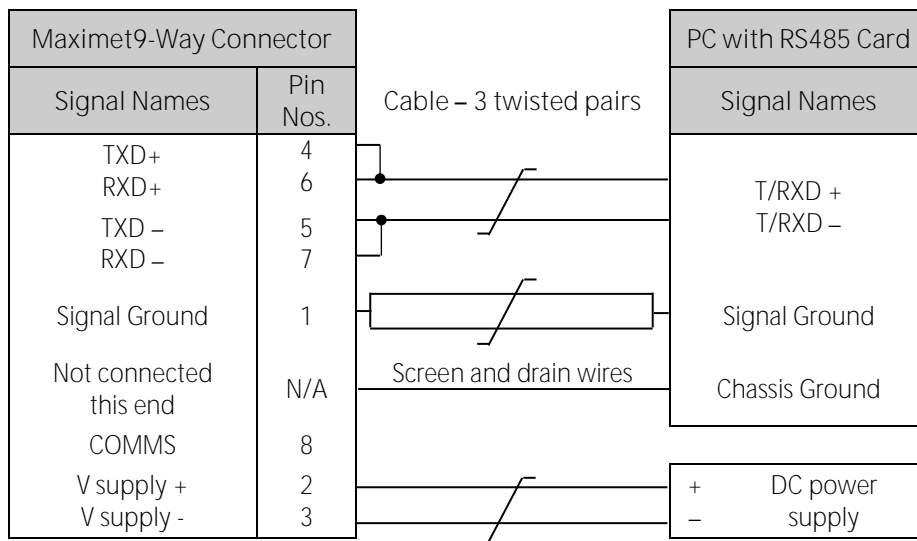 Maximet9-Way Connector
PC with RS485 Card
Signal Names
Pin
Nos.
Cable – 3 twisted pairs
Signal Names
TXD+ 4
RXD+ 6
TXD – 5
RXD – 7
T/RXD +
T/RXD –
Signal Ground 1
Signal Ground
Not connected
this end
N/A
Screen and drain wires
Chassis Ground
COMMS 8
V supply + 2
V supply - 3
+ DC power
– supply